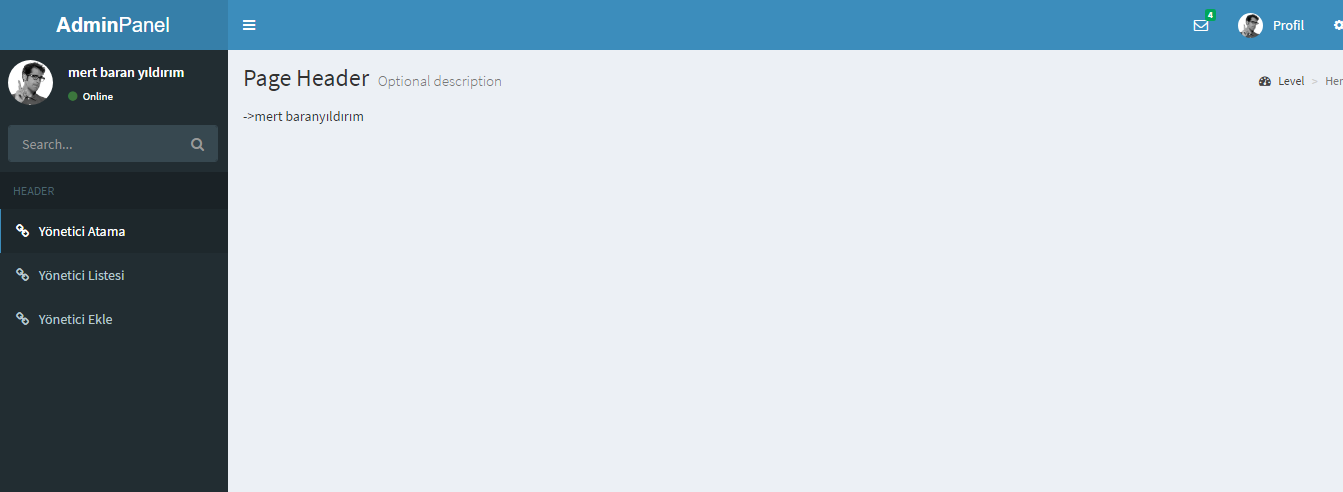 AdminPanel
4
Profil
mert baran yıldırım
Online
Search...
HEADER
Yönetici Atama
Yönetici Listesi
Yönetici Ekle
Page Header Optional description
Level >
->mert baranyıldırım